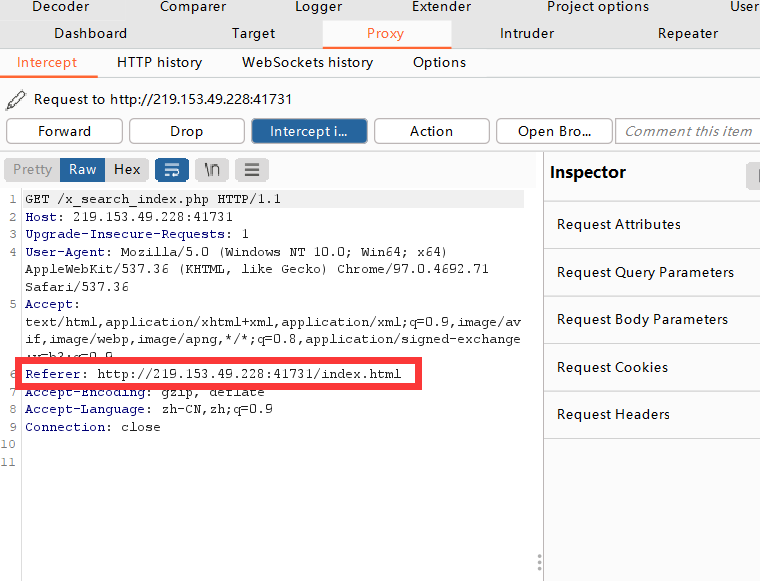 Decoder Comparer Logger Extender Project options User
Dashboard Target Proxy Intruder Repeater
Intercept HTTP history WebSockets history Options
Request to http://219.153.49.228:41731
Forward Drop Intercept i... Action Open Bro... Comment this item
Pretty Raw Hex \n
Inspector
1 GET /x_search_index.php HTTP/1.1
2 Host: 219.153.49.228:41731
3 Upgrade-Insecure-Requests: 1
4 User-Agent: Mozilla/5.0 (Windows NT 10.0; Win64; x64)
AppleWebKit/537.36 (KHTML, like Gecko) Chrome/97.0.4692.71
Safari/537.36
5 Accept:
text/html,application/xhtml+xml,application/xml;q=0.9,image/av
if,image/webp,image/apng,*/*;q=0.8,application/signed-exchange
;v=b3;q=0.9
6 Referer: http://219.153.49.228:41731/index.html
7 Accept-Encoding: gzip, deflate
8 Accept-Language: zh-CN,zh;q=0.9
9 Connection: close
10
11
Request Attributes
Request Query Parameters
Request Body Parameters
Request Cookies
Request Headers